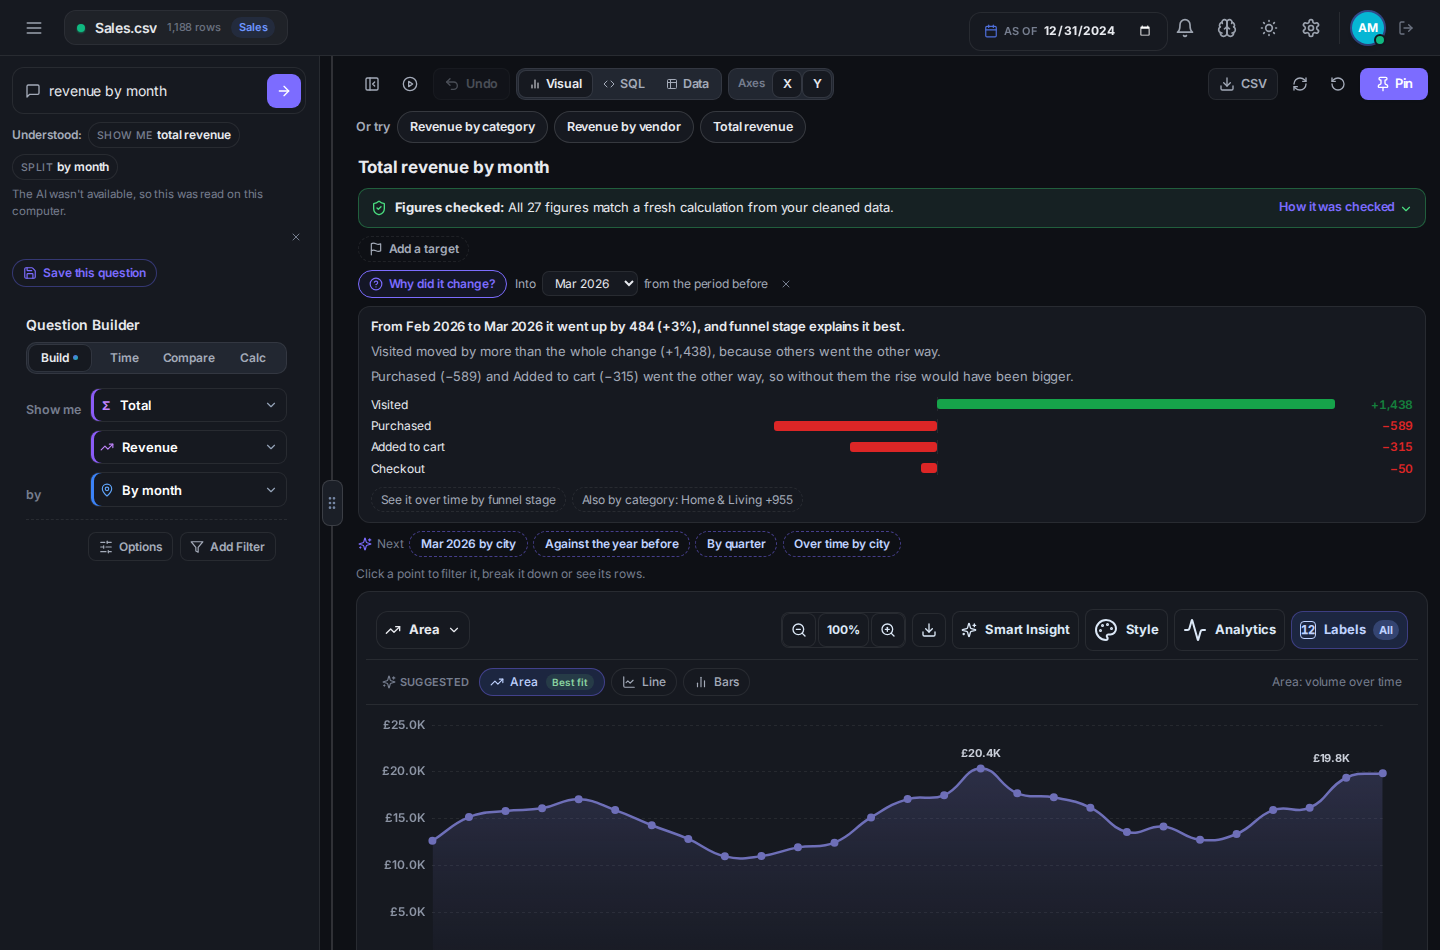 Sales.csv 1,188 rows Sales
AS OF 12/31/2024
AM
revenue by month
Understood: SHOW ME total revenue
SPLIT by month
The AI wasn't available, so this was read on this
computer.
Save this question
Question Builder
Build Time Compare Calc
Show me Σ Total
Revenue
by By month
Options Add Filter
Undo Visual SQL Data Axes X Y CSV Pin
Or try Revenue by category Revenue by vendor Total revenue
Total revenue by month
Figures checked: All 27 figures match a fresh calculation from your cleaned data. How it was checked
Add a target
Why did it change? Into Mar 2026 from the period before
From Feb 2026 to Mar 2026 it went up by 484 (+3%), and funnel stage explains it best.
Visited moved by more than the whole change (+1,438), because others went the other way.
Purchased (−589) and Added to cart (−315) went the other way, so without them the rise would have been bigger.
Visited +1,438
Purchased −589
Added to cart −315
Checkout −50
See it over time by funnel stage Also by category: Home & Living +955
Next Mar 2026 by city Against the year before By quarter Over time by city
Click a point to filter it, break it down or see its rows.
Area 100% Smart Insight Style Analytics 12 Labels All
SUGGESTED Area Best fit Line Bars Area: volume over time
£25.0K
£20.4K £19.8K
£20.0K
£15.0K
£10.0K
£5.0K